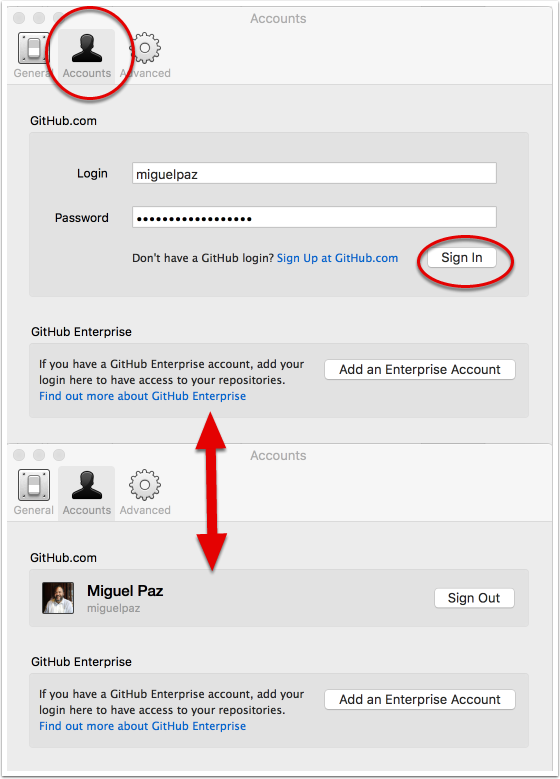 Accounts
General Accounts Advanced
GitHub.com
Login miguelpaz
Password ••••••••••••••••••
Don't have a GitHub login? Sign Up at GitHub.com Sign In
GitHub Enterprise
If you have a GitHub Enterprise account, add your
login here to have access to your repositories.
Find out more about GitHub Enterprise
Add an Enterprise Account
Accounts
General Accounts Advanced
GitHub.com
Miguel Paz
miguelpaz
Sign Out
GitHub Enterprise
If you have a GitHub Enterprise account, add your
login here to have access to your repositories.
Find out more about GitHub Enterprise
Add an Enterprise Account